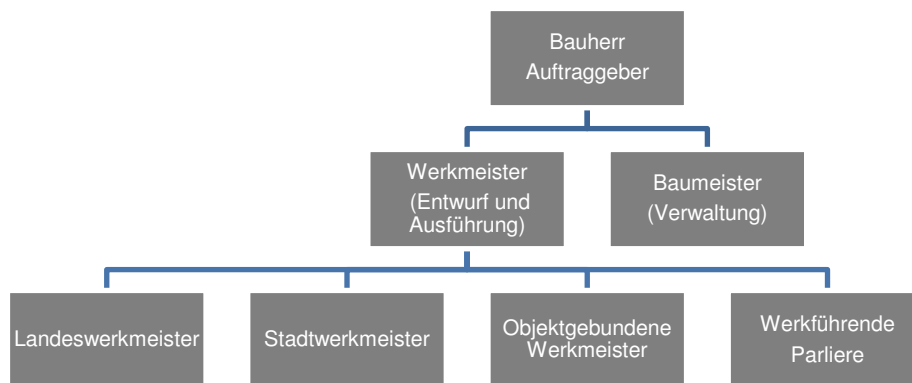 Bauherr
Auftraggeber
Werkmeister
(Entwurf und
Ausführung)
Baumeister
(Verwaltung)
Landeswerkmeister
Stadtwerkmeister
Objektgebundene
Werkmeister
Werkführende
Parliere